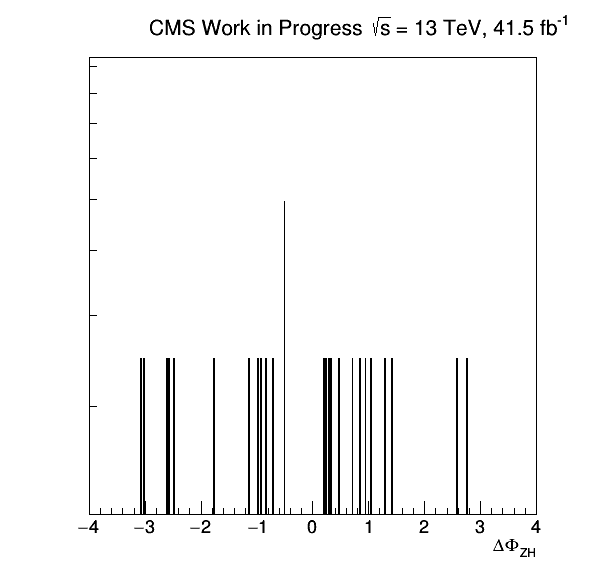 CMS Work in Progress √s = 13 TeV, 41.5 fb⁻¹
−4 −3 −2 −1 0 1 2 3 4
ΔΦ_ZH